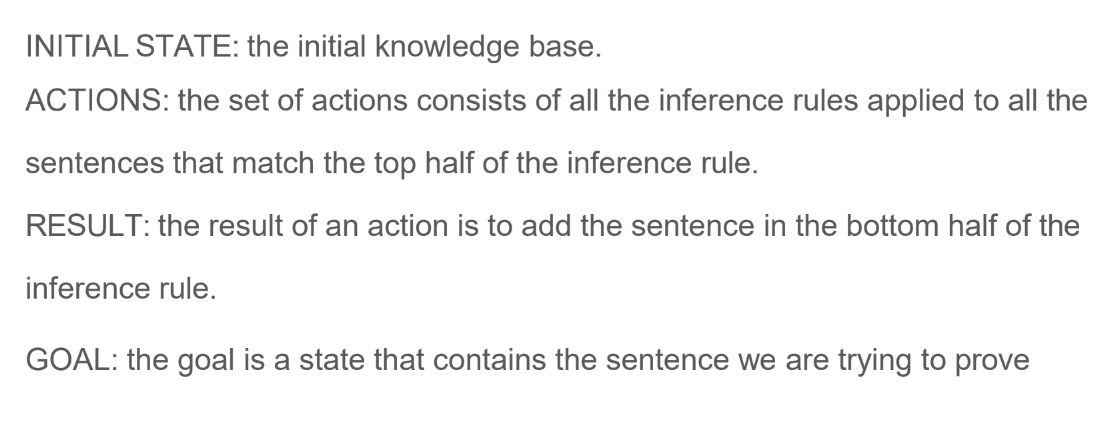 INITIAL STATE: the initial knowledge base.
ACTIONS: the set of actions consists of all the inference rules applied to all the
sentences that match the top half of the inference rule.
RESULT: the result of an action is to add the sentence in the bottom half of the
inference rule.
GOAL: the goal is a state that contains the sentence we are trying to prove